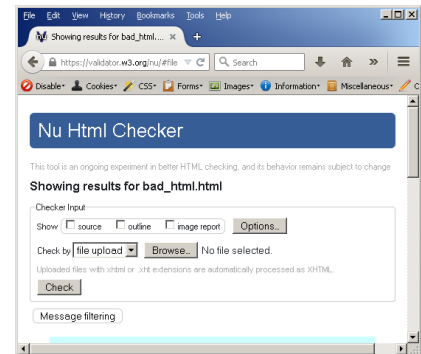 File Edit View History Bookmarks Tools Help
Showing results for bad_html.... × +
https://validator.w3.org/nu/#file Search
Disable Cookies CSS Forms Images Information Miscellaneous
Nu Html Checker
This tool is an ongoing experiment in better HTML checking, and its behavior remains subject to change
Showing results for bad_html.html
Checker Input
Show source outline image report Options...
Check by file upload Browse... No file selected.
Uploaded files with .xhtml or .xht extensions are automatically processed as XHTML.
Check
Message filtering